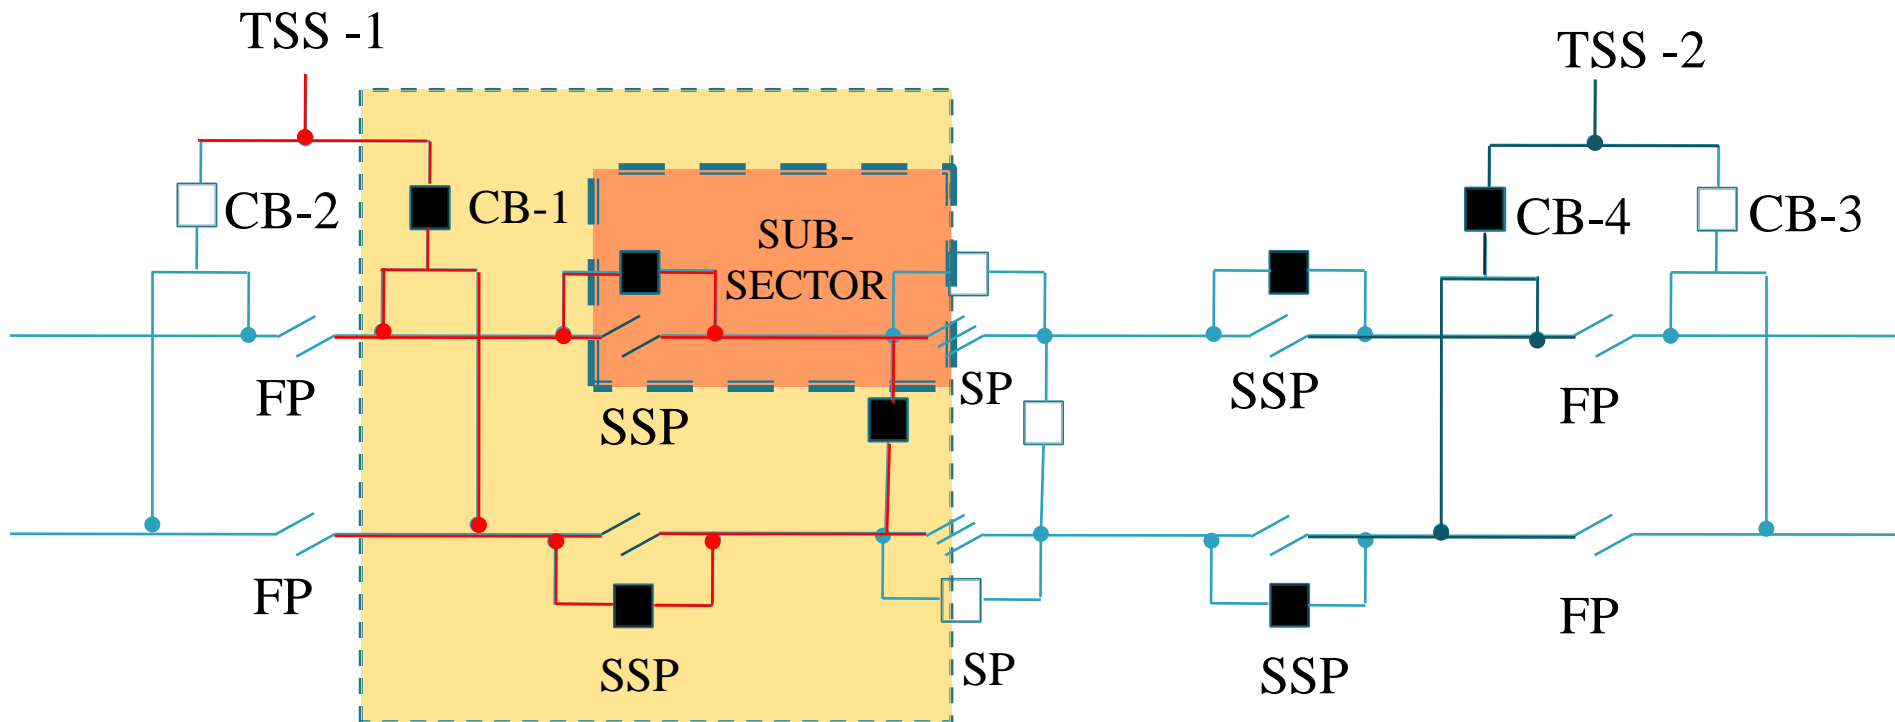 TSS -1
TSS -2
CB-2
CB-1
SUB-
SECTOR
CB-4
CB-3
FP
SSP
SP
SSP
FP
FP
SSP
SP
SSP
FP